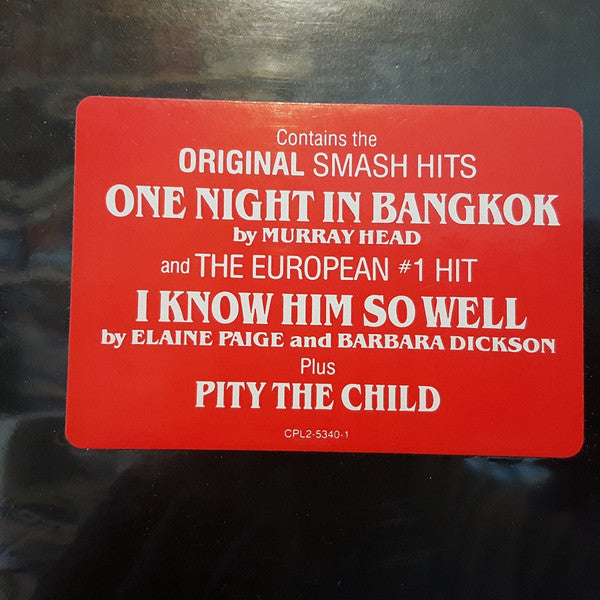 Contains the
ORIGINAL SMASH HITS
ONE NIGHT IN BANGKOK
by MURRAY HEAD
and THE EUROPEAN #1 HIT
I KNOW HIM SO WELL
by ELAINE PAIGE and BARBARA DICKSON
Plus
PITY THE CHILD
CPL2-5340-1